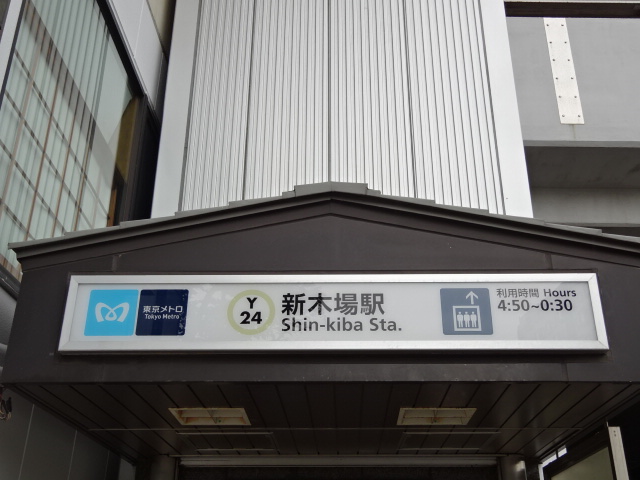 東京メトロ
Tokyo Metro
Y
24
新木場駅
Shin-kiba Sta.
利用時間 Hours
4:50~0:30